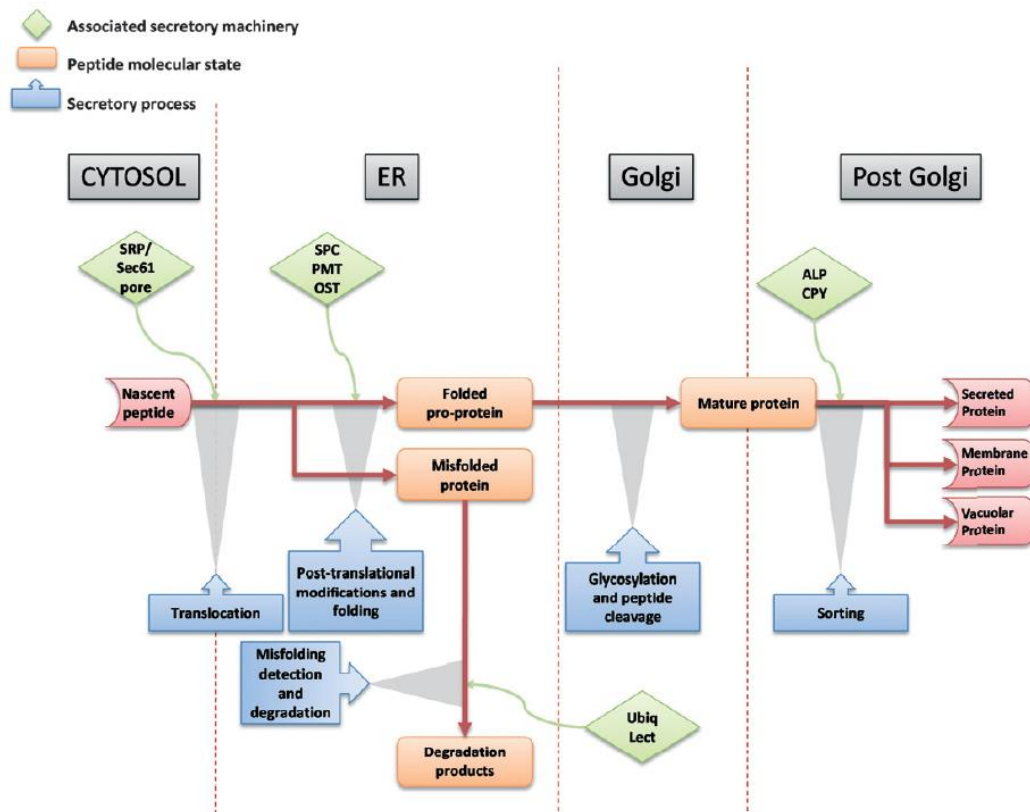 Associated secretory machinery
Peptide molecular state
Secretory process
CYTOSOL
ER
Golgi
Post Golgi
SRP/
Sec61
pore
SPC
PMT
OST
ALP
CPY
Nascent
peptide
Folded
pro-protein
Mature protein
Secreted
Protein
Misfolded
protein
Membrane
Protein
Vacuolar
Protein
Translocation
Post-translational
modifications and
folding
Glycosylation
and peptide
cleavage
Sorting
Misfolding
detection
and
degradation
Ubiq
Lect
Degradation
products